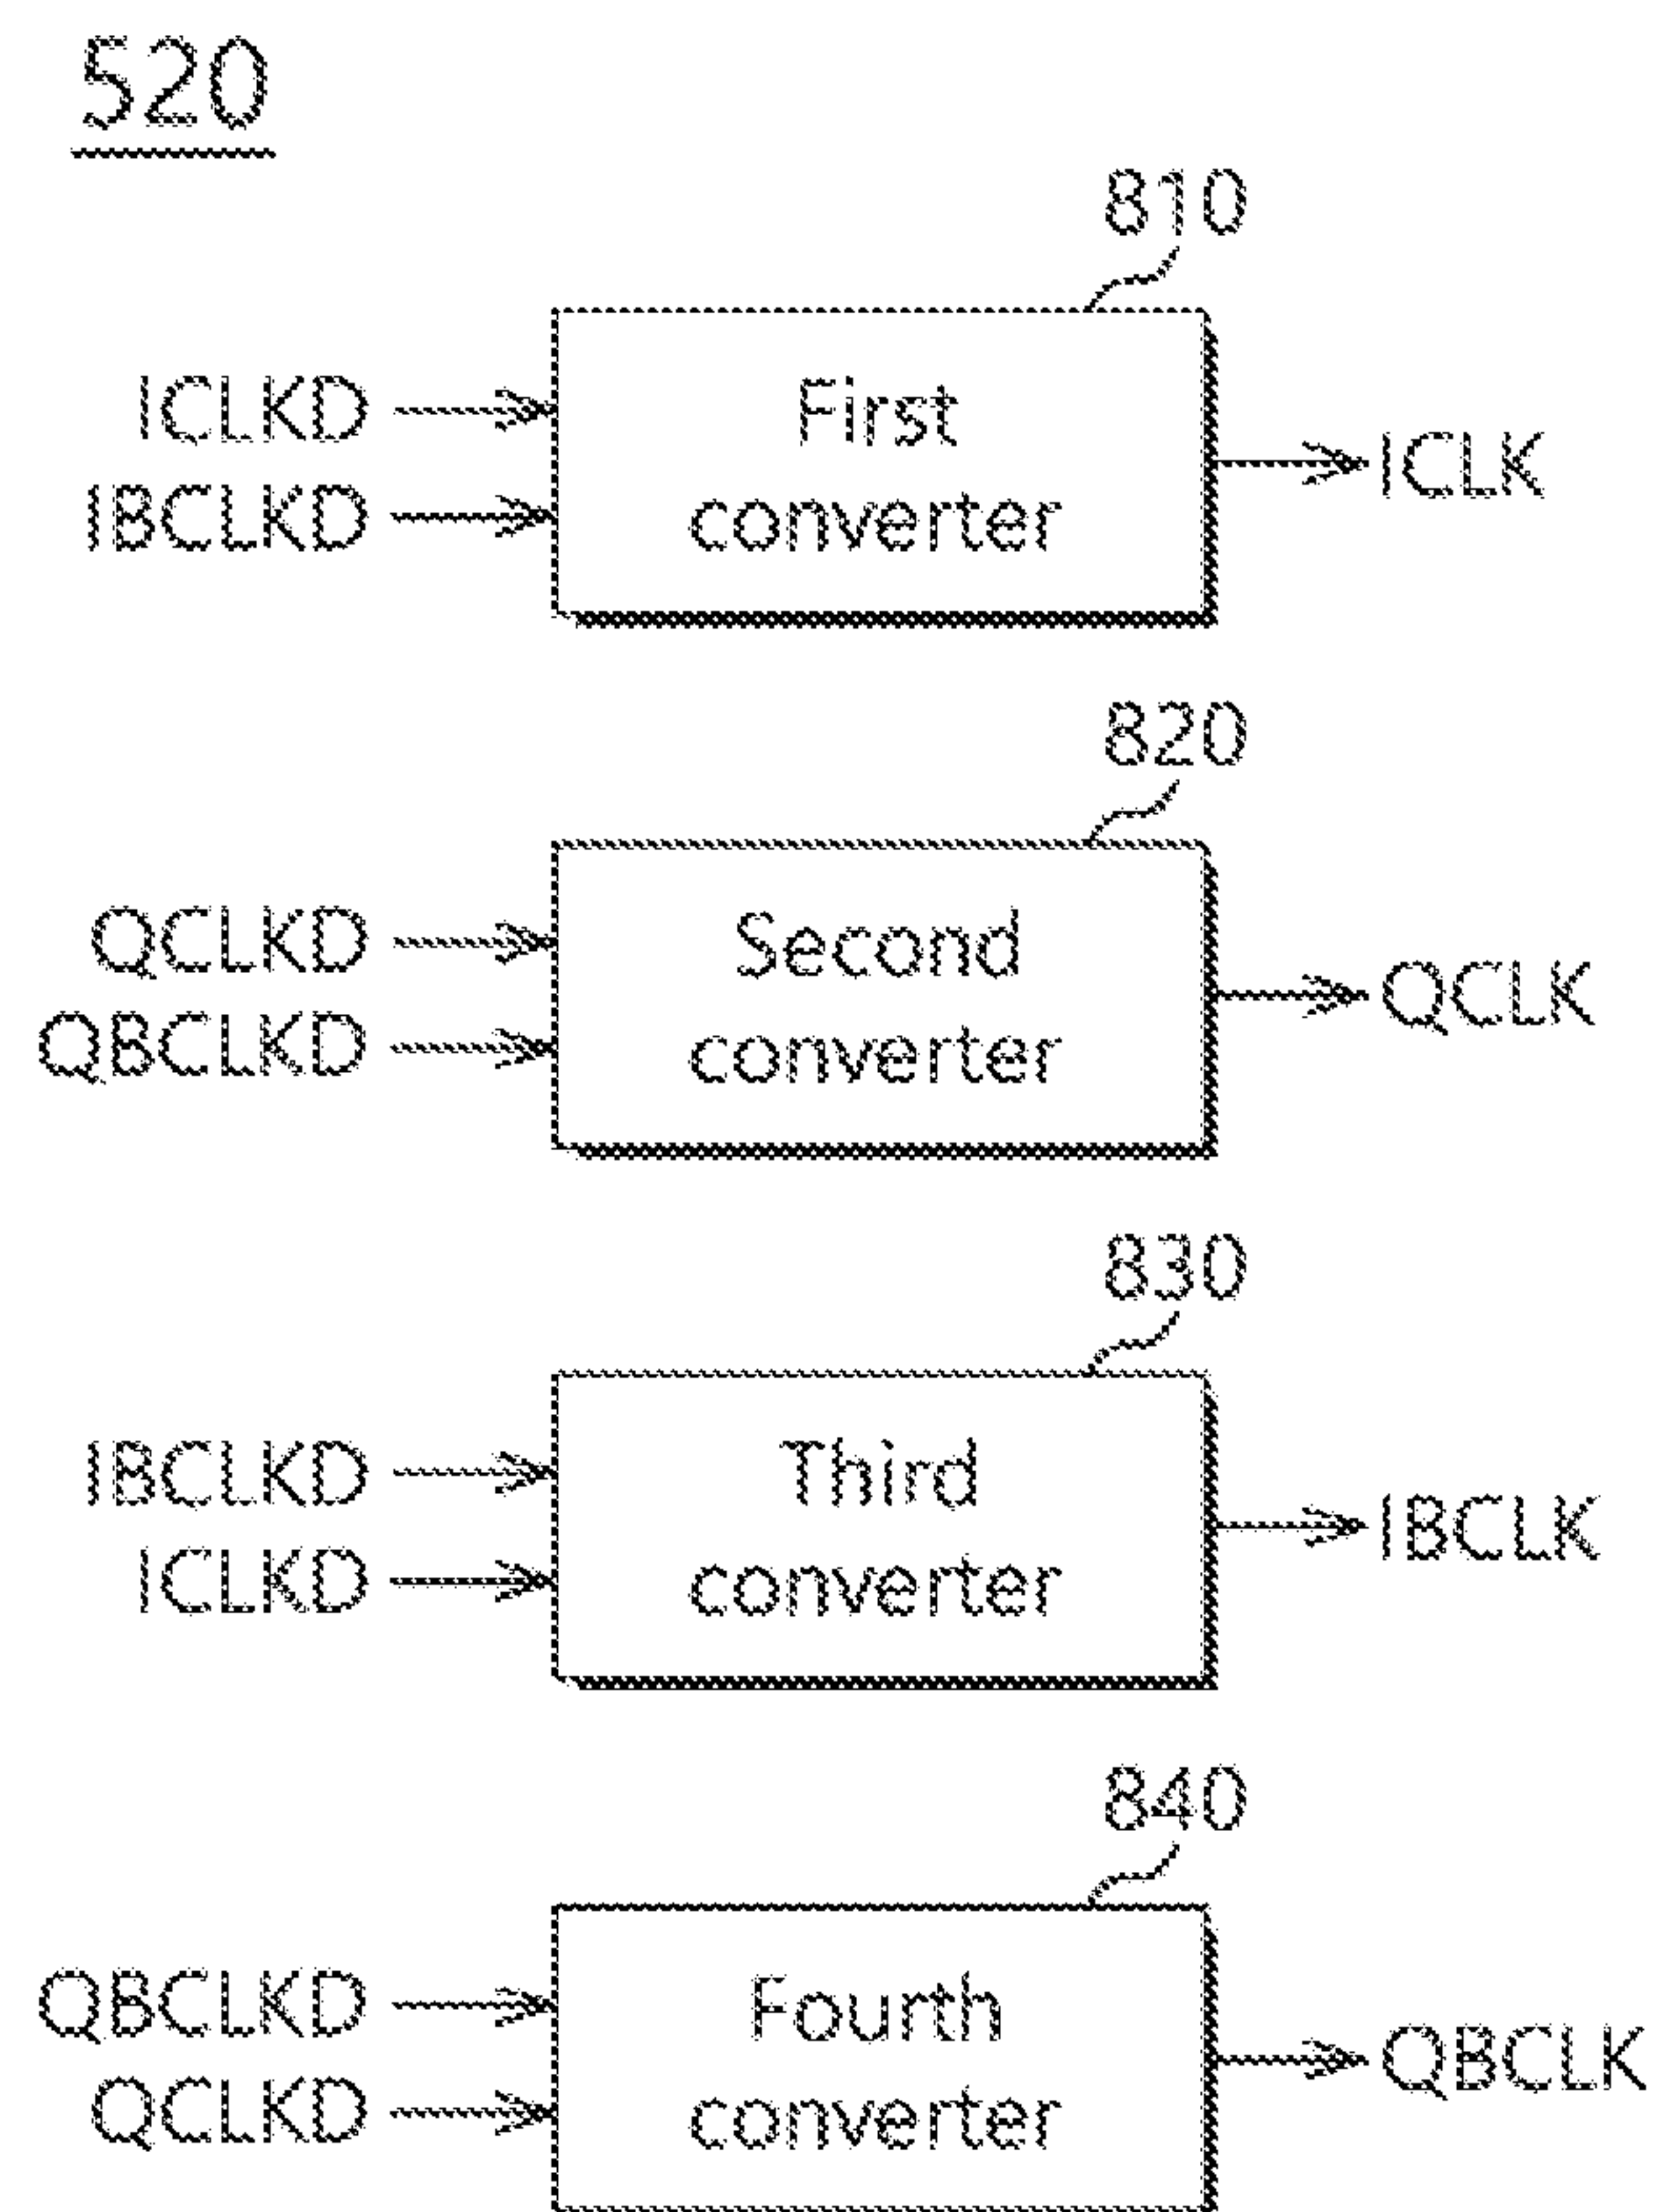 520
810
ICLKD
IBCLKD
First
converter
ICLK
820
QCLKD
QBCLKD
Second
converter
QCLK
830
IBCLKD
ICLKD
Third
converter
IBCLK
840
QBCLKD
QCLKD
Fourth
converter
QBCLK